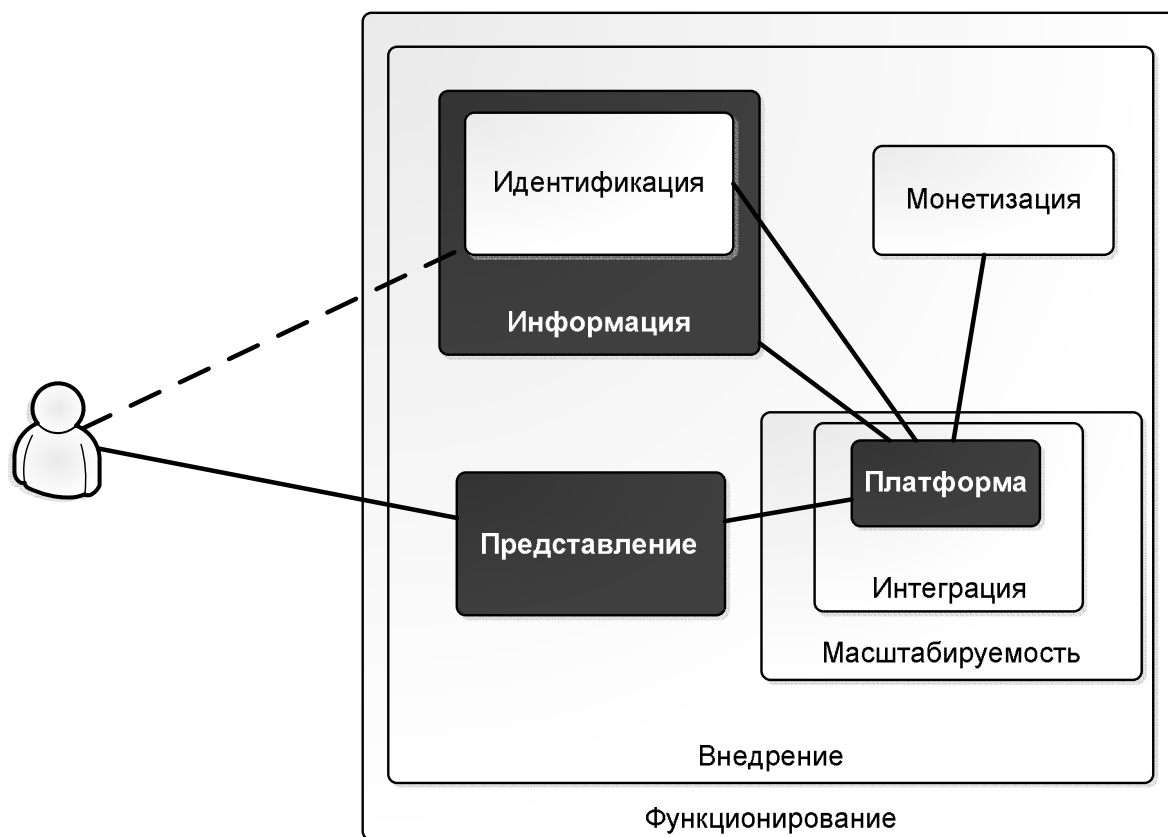 Идентификация
Монетизация
Информация
Платформа
Представление
Интеграция
Масштабируемость
Внедрение
Функционирование